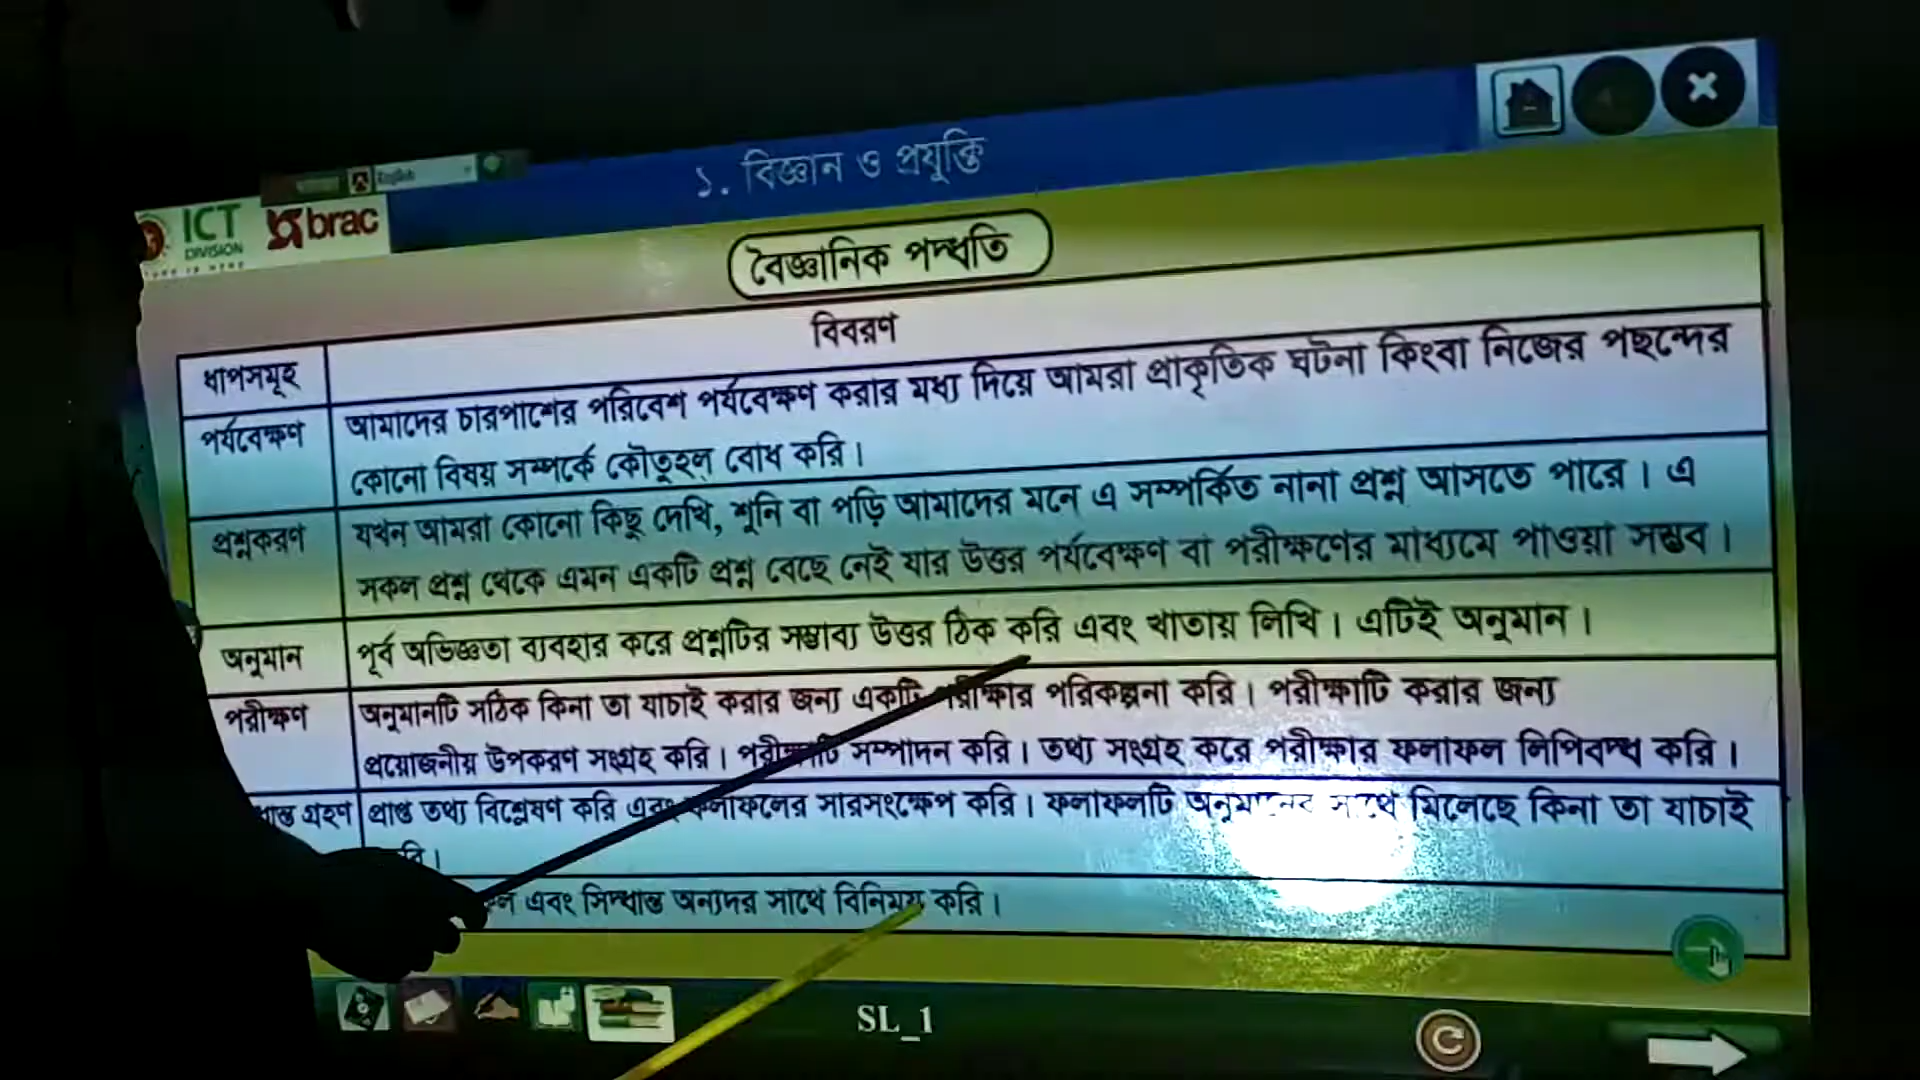 English
ICT
DIVISION
brac
১. বিজ্ঞান ও প্রযুক্তি
বৈজ্ঞানিক পদ্ধতি
ধাপসমূহ
বিবরণ
পর্যবেক্ষণ
আমাদের চারপাশের পরিবেশ পর্যবেক্ষণ করার মধ্য দিয়ে আমরা প্রাকৃতিক ঘটনা কিংবা নিজের পছন্দের
কোনো বিষয় সম্পর্কে কৌতুহল বোধ করি।
প্রশ্নকরণ
যখন আমরা কোনো কিছু দেখি, শুনি বা পড়ি আমাদের মনে এ সম্পর্কিত নানা প্রশ্ন আসতে পারে। এ
সকল প্রশ্ন থেকে এমন একটি প্রশ্ন বেছে নেই যার উত্তর পর্যবেক্ষণ বা পরীক্ষণের মাধ্যমে পাওয়া সম্ভব।
অনুমান
পূর্ব অভিজ্ঞতা ব্যবহার করে প্রশ্নটির সম্ভাব্য উত্তর ঠিক করি এবং খাতায় লিখি। এটিই অনুমান।
পরীক্ষণ
অনুমানটি সঠিক কিনা তা যাচাই করার জন্য একটি পরীক্ষার পরিকল্পনা করি। পরীক্ষাটি করার জন্য
প্রয়োজনীয় উপকরণ সংগ্রহ করি। পরীক্ষাটি সম্পাদন করি। তথ্য সংগ্রহ করে পরীক্ষার ফলাফল লিপিবদ্ধ করি।
গ্রহণ
প্রাপ্ত তথ্য বিশ্লেষণ করি এবং ফলাফলের সারসংক্ষেপ করি। ফলাফলটি অনুমানের সাথে মিলেছে কিনা তা যাচাই
এবং সিদ্ধান্ত অন্যদর সাথে বিনিময় করি।
SL_1